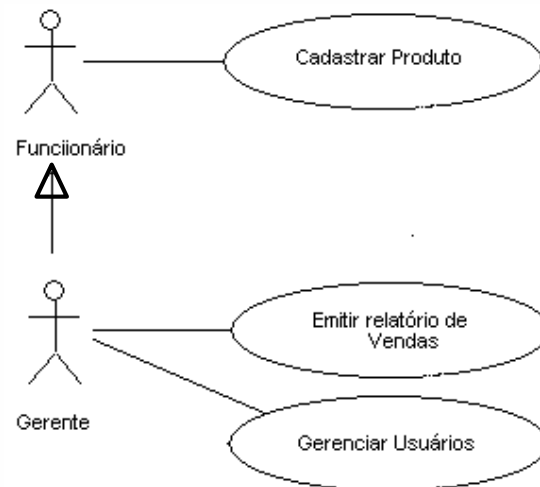 Cadastrar Produto
Funciionário
Emitir relatório de
Vendas
Gerente
Gerenciar Usuários